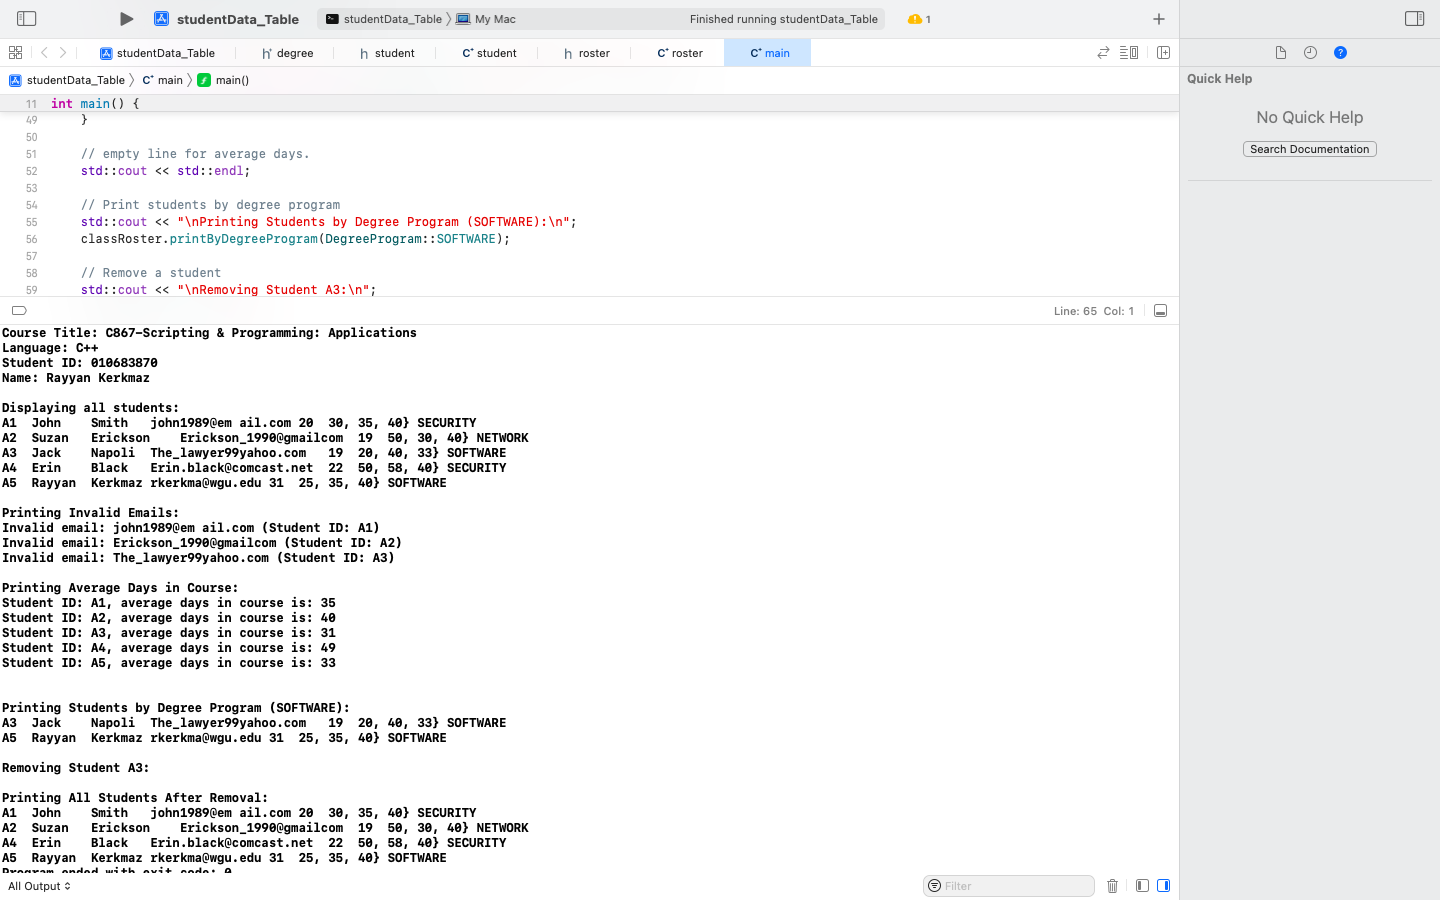 studentData_Table
studentData_Table
My Mac
Finished running studentData_Table
1
studentData_Table
degree
student
student
roster
roster
main
studentData_Table
main
main()
11 int main() {
49 }
50
51 // empty line for average days.
52 std::cout << std::endl;
53
54 // Print students by degree program
55 std::cout << "\nPrinting Students by Degree Program (SOFTWARE):\n";
56 classRoster.printByDegreeProgram(DegreeProgram::SOFTWARE);
57
58 // Remove a student
59 std::cout << "\nRemoving Student A3:\n";
Line: 65 Col: 1
Course Title: C867-Scripting & Programming: Applications
Language: C++
Student ID: 010683870
Name: Rayyan Kerkmaz
Displaying all students:
A1 John Smith john1989@em ail.com 20 30, 35, 40} SECURITY
A2 Suzan Erickson Erickson_1990@gmailcom 19 50, 30, 40} NETWORK
A3 Jack Napoli The_lawyer99yahoo.com 19 20, 40, 33} SOFTWARE
A4 Erin Black Erin.black@comcast.net 22 50, 58, 40} SECURITY
A5 Rayyan Kerkmaz rkerkma@wgu.edu 31 25, 35, 40} SOFTWARE
Printing Invalid Emails:
Invalid email: john1989@em ail.com (Student ID: A1)
Invalid email: Erickson_1990@gmailcom (Student ID: A2)
Invalid email: The_lawyer99yahoo.com (Student ID: A3)
Printing Average Days in Course:
Student ID: A1, average days in course is: 35
Student ID: A2, average days in course is: 40
Student ID: A3, average days in course is: 31
Student ID: A4, average days in course is: 49
Student ID: A5, average days in course is: 33
Printing Students by Degree Program (SOFTWARE):
A3 Jack Napoli The_lawyer99yahoo.com 19 20, 40, 33} SOFTWARE
A5 Rayyan Kerkmaz rkerkma@wgu.edu 31 25, 35, 40} SOFTWARE
Removing Student A3:
Printing All Students After Removal:
A1 John Smith john1989@em ail.com 20 30, 35, 40} SECURITY
A2 Suzan Erickson Erickson_1990@gmailcom 19 50, 30, 40} NETWORK
A4 Erin Black Erin.black@comcast.net 22 50, 58, 40} SECURITY
A5 Rayyan Kerkmaz rkerkma@wgu.edu 31 25, 35, 40} SOFTWARE
Program ended with exit code: 0
All Output
Filter
Quick Help
No Quick Help
Search Documentation